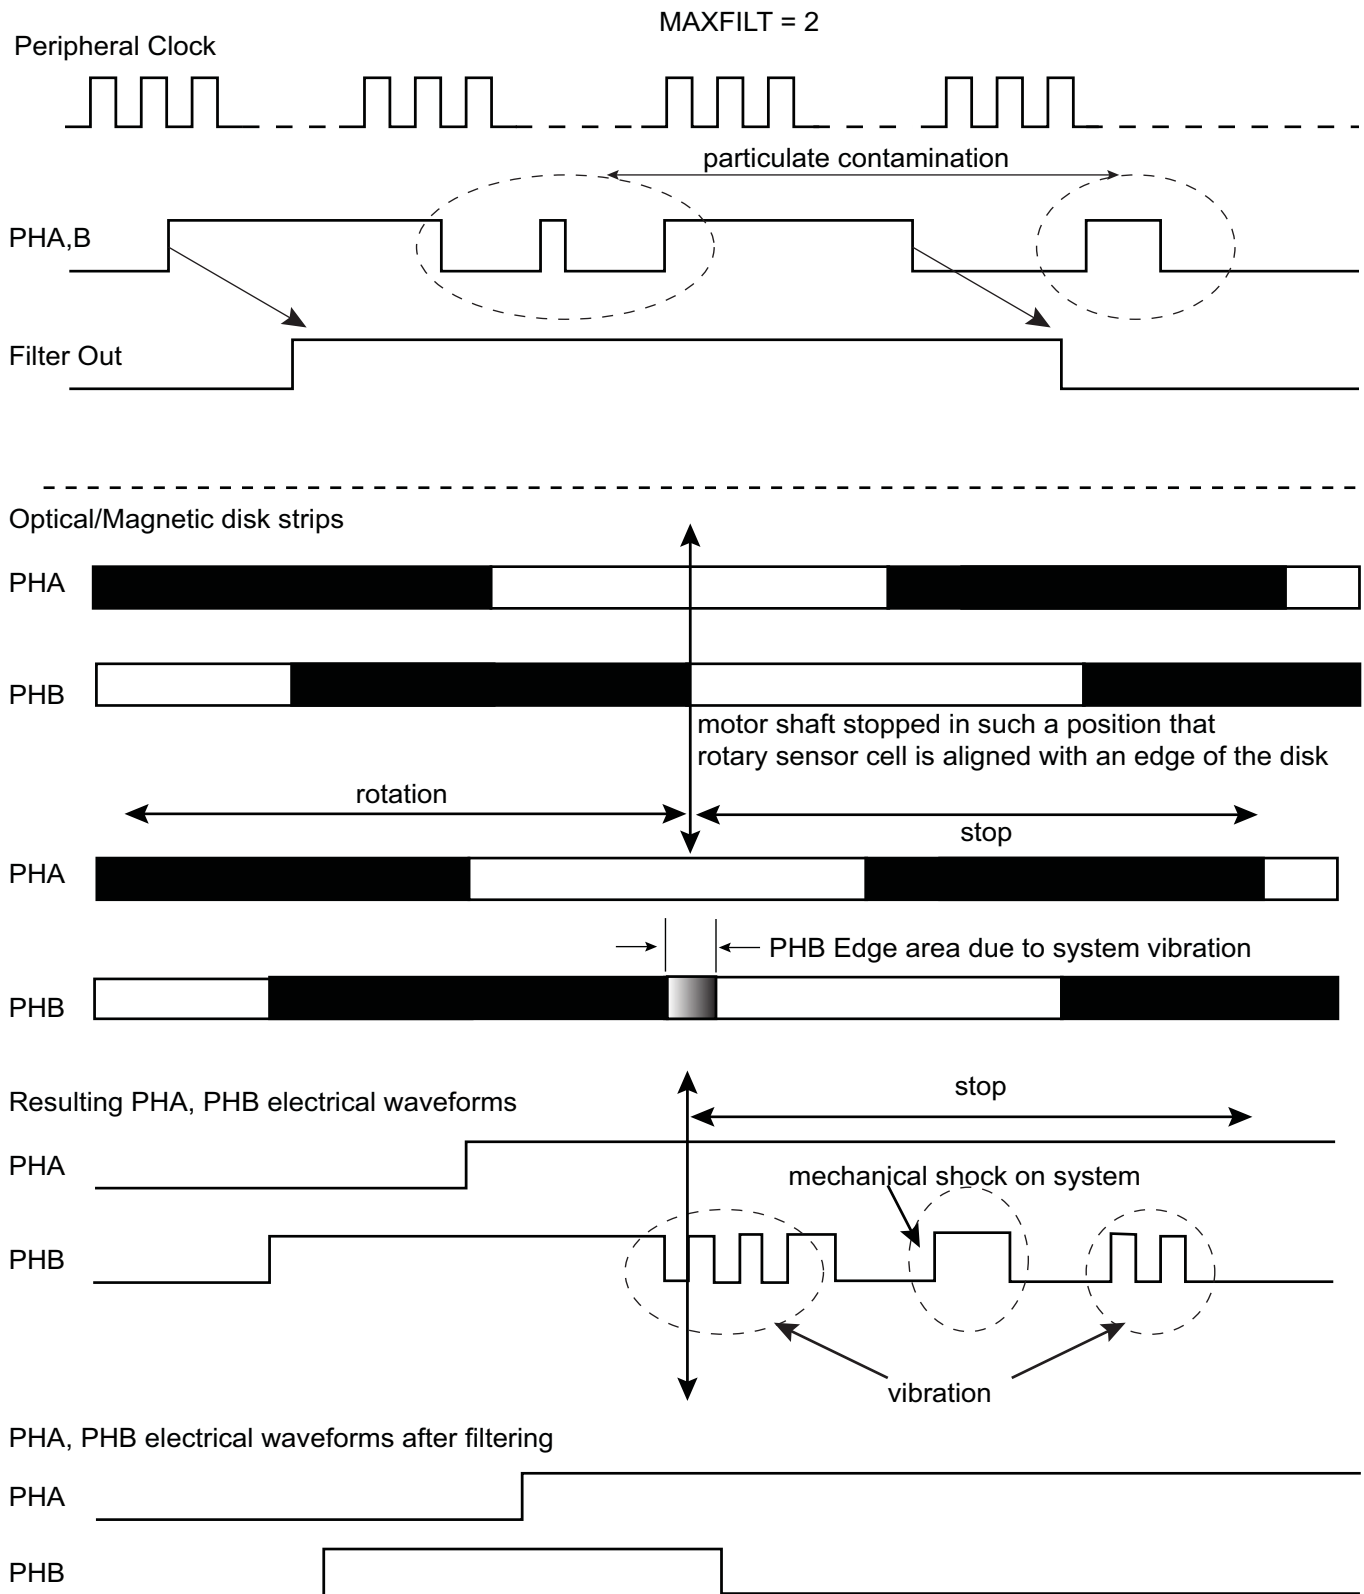 MAXFILT = 2
Peripheral Clock
particulate contamination
PHA,B
Filter Out
Optical/Magnetic disk strips
PHA
PHB
motor shaft stopped in such a position that
rotary sensor cell is aligned with an edge of the disk
rotation
stop
PHA
PHB Edge area due to system vibration
PHB
stop
Resulting PHA, PHB electrical waveforms
PHA
mechanical shock on system
PHB
vibration
PHA, PHB electrical waveforms after filtering
PHA
PHB